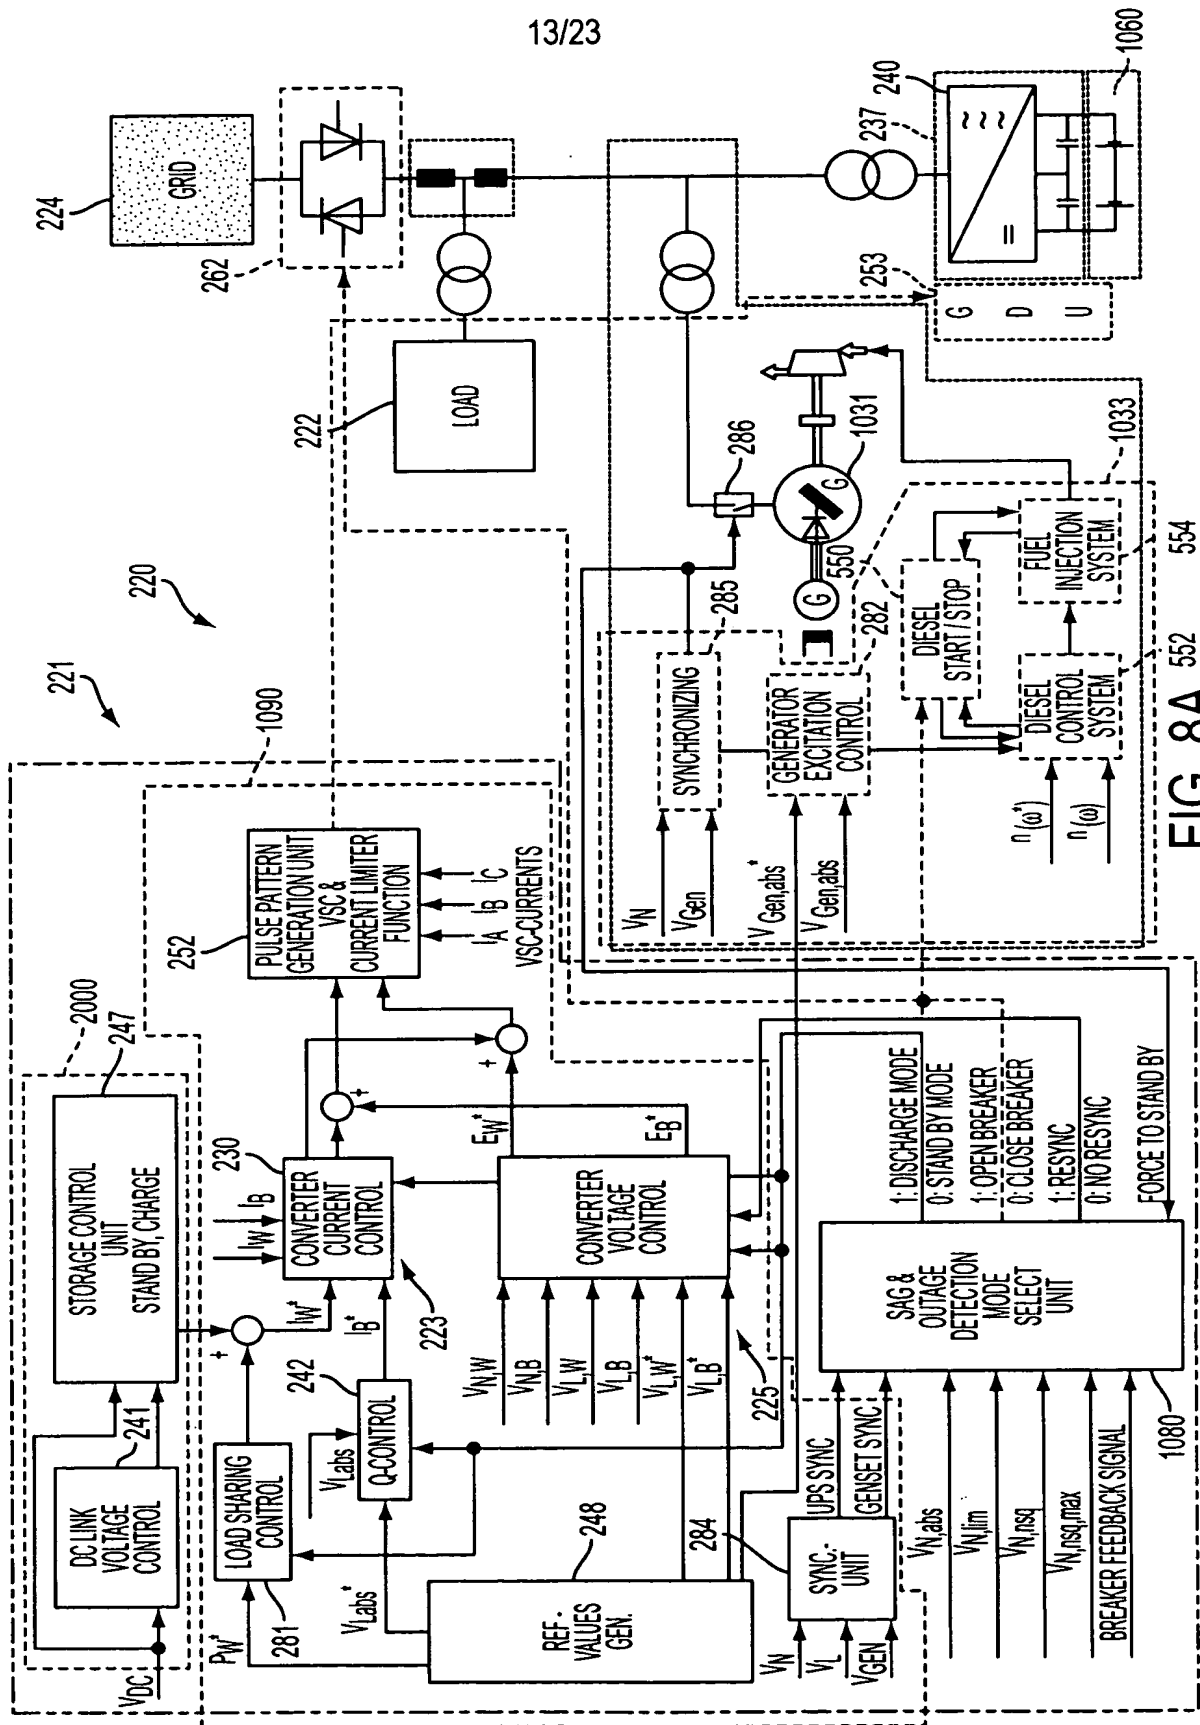 13/23
FIG. 8A
220
221
1090
2000
247
STORAGE CONTROL
UNIT
STAND BY, CHARGE
241
DC LINK
VOLTAGE
CONTROL
VDC
LOAD SHARING
CONTROL
281
PW*
+
242
Q-CONTROL
VLabs
VLabs*
248
REF.-
VALUES
GEN.
230
CONVERTER
CURRENT
CONTROL
223
IW
IB
IW*
IB*
+
+
EW*
EB*
CONVERTER
VOLTAGE
CONTROL
225
VN,W
VN,B
VL,W
VL,B
VL,W*
VL,B*
252
PULSE PATTERN
GENERATION UNIT
VSC &
CURRENT LIMITER
FUNCTION
IA
IB
IC
VSC-CURRENTS
284
SYNC.-
UNIT
VN
VL
VGEN
UPS SYNC
GENSET SYNC
SAG &
OUTAGE
DETECTION
MODE
SELECT
UNIT
1080
VN,abs
VN,lim
VN,nsq
VN,nsq,max
BREAKER FEEDBACK SIGNAL
1: DISCHARGE MODE
0: STAND BY MODE
1: OPEN BREAKER
0: CLOSE BREAKER
1: RESYNC
0: NO RESYNC
FORCE TO STAND BY
224
GRID
262
222
LOAD
SYNCHRONIZING
285
VN
VGen
GENERATOR
EXCITATION
CONTROL
282
VGen,abs*
VGen,abs
286
G
G
1031
550
DIESEL
START / STOP
DIESEL
CONTROL
SYSTEM
552
n(ω*)
n(ω)
FUEL
INJECTION
SYSTEM
554
1033
253
G
D
U
237
240
=
~ ~ ~
1060